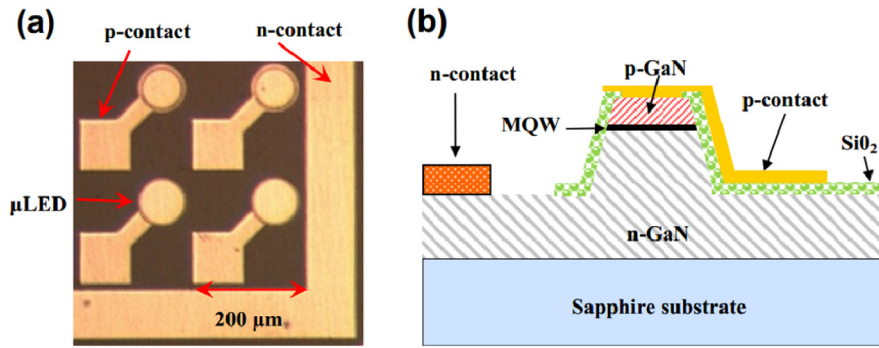 (a)
p-contact
n-contact
μLED
200 μm
(b)
n-contact
p-GaN
MQW
p-contact
Si0₂
n-GaN
Sapphire substrate